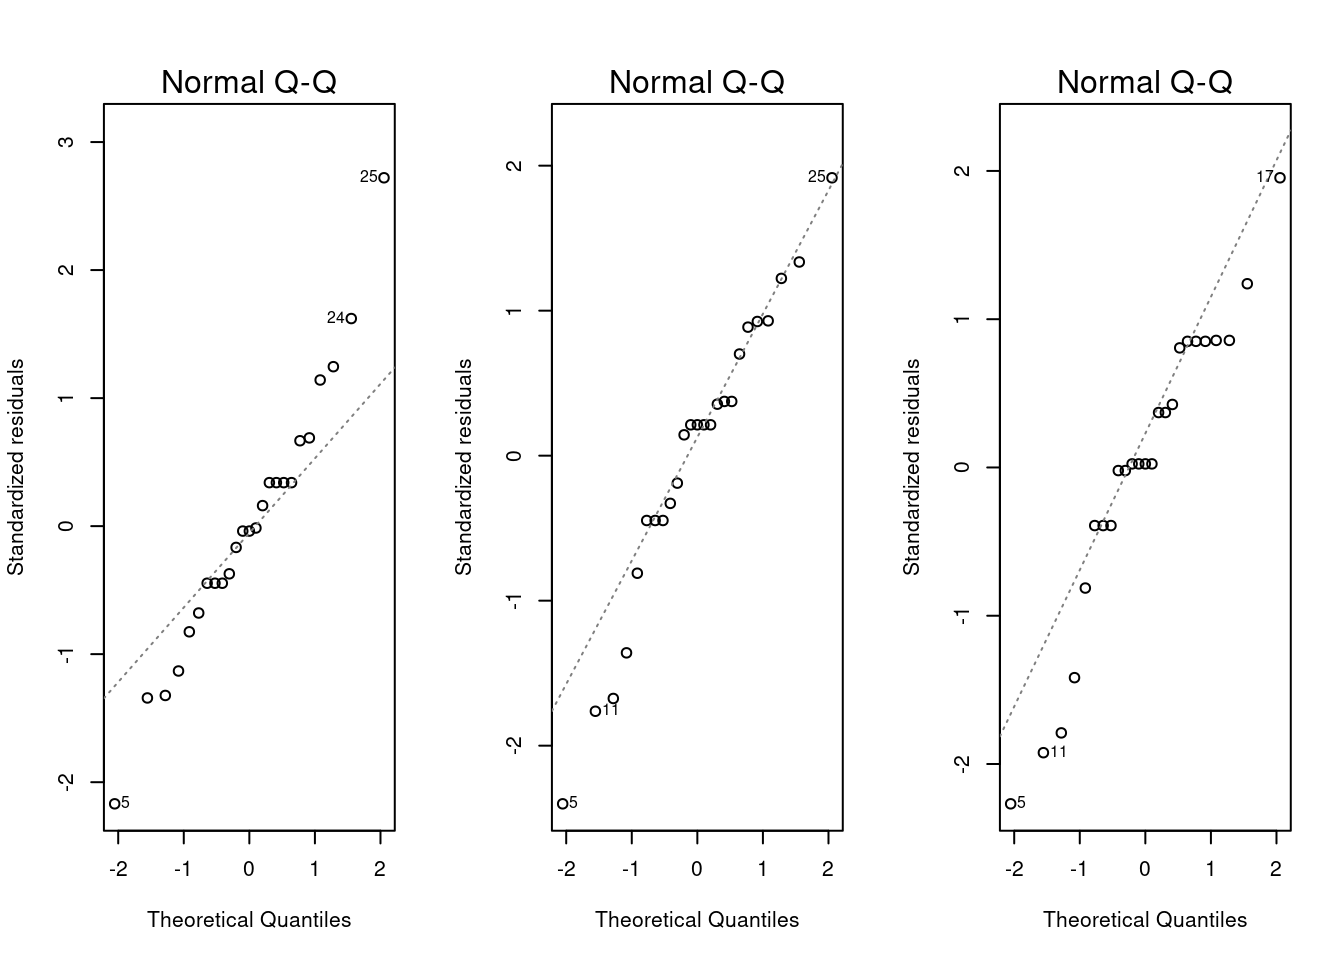 Normal Q-Q
Standardized residuals
3
2
1
0
-1
-2
25
24
5
-2 -1 0 1 2
Theoretical Quantiles
Normal Q-Q
Standardized residuals
2
1
0
-1
-2
25
11
5
-2 -1 0 1 2
Theoretical Quantiles
Normal Q-Q
Standardized residuals
2
1
0
-1
-2
17
11
5
-2 -1 0 1 2
Theoretical Quantiles